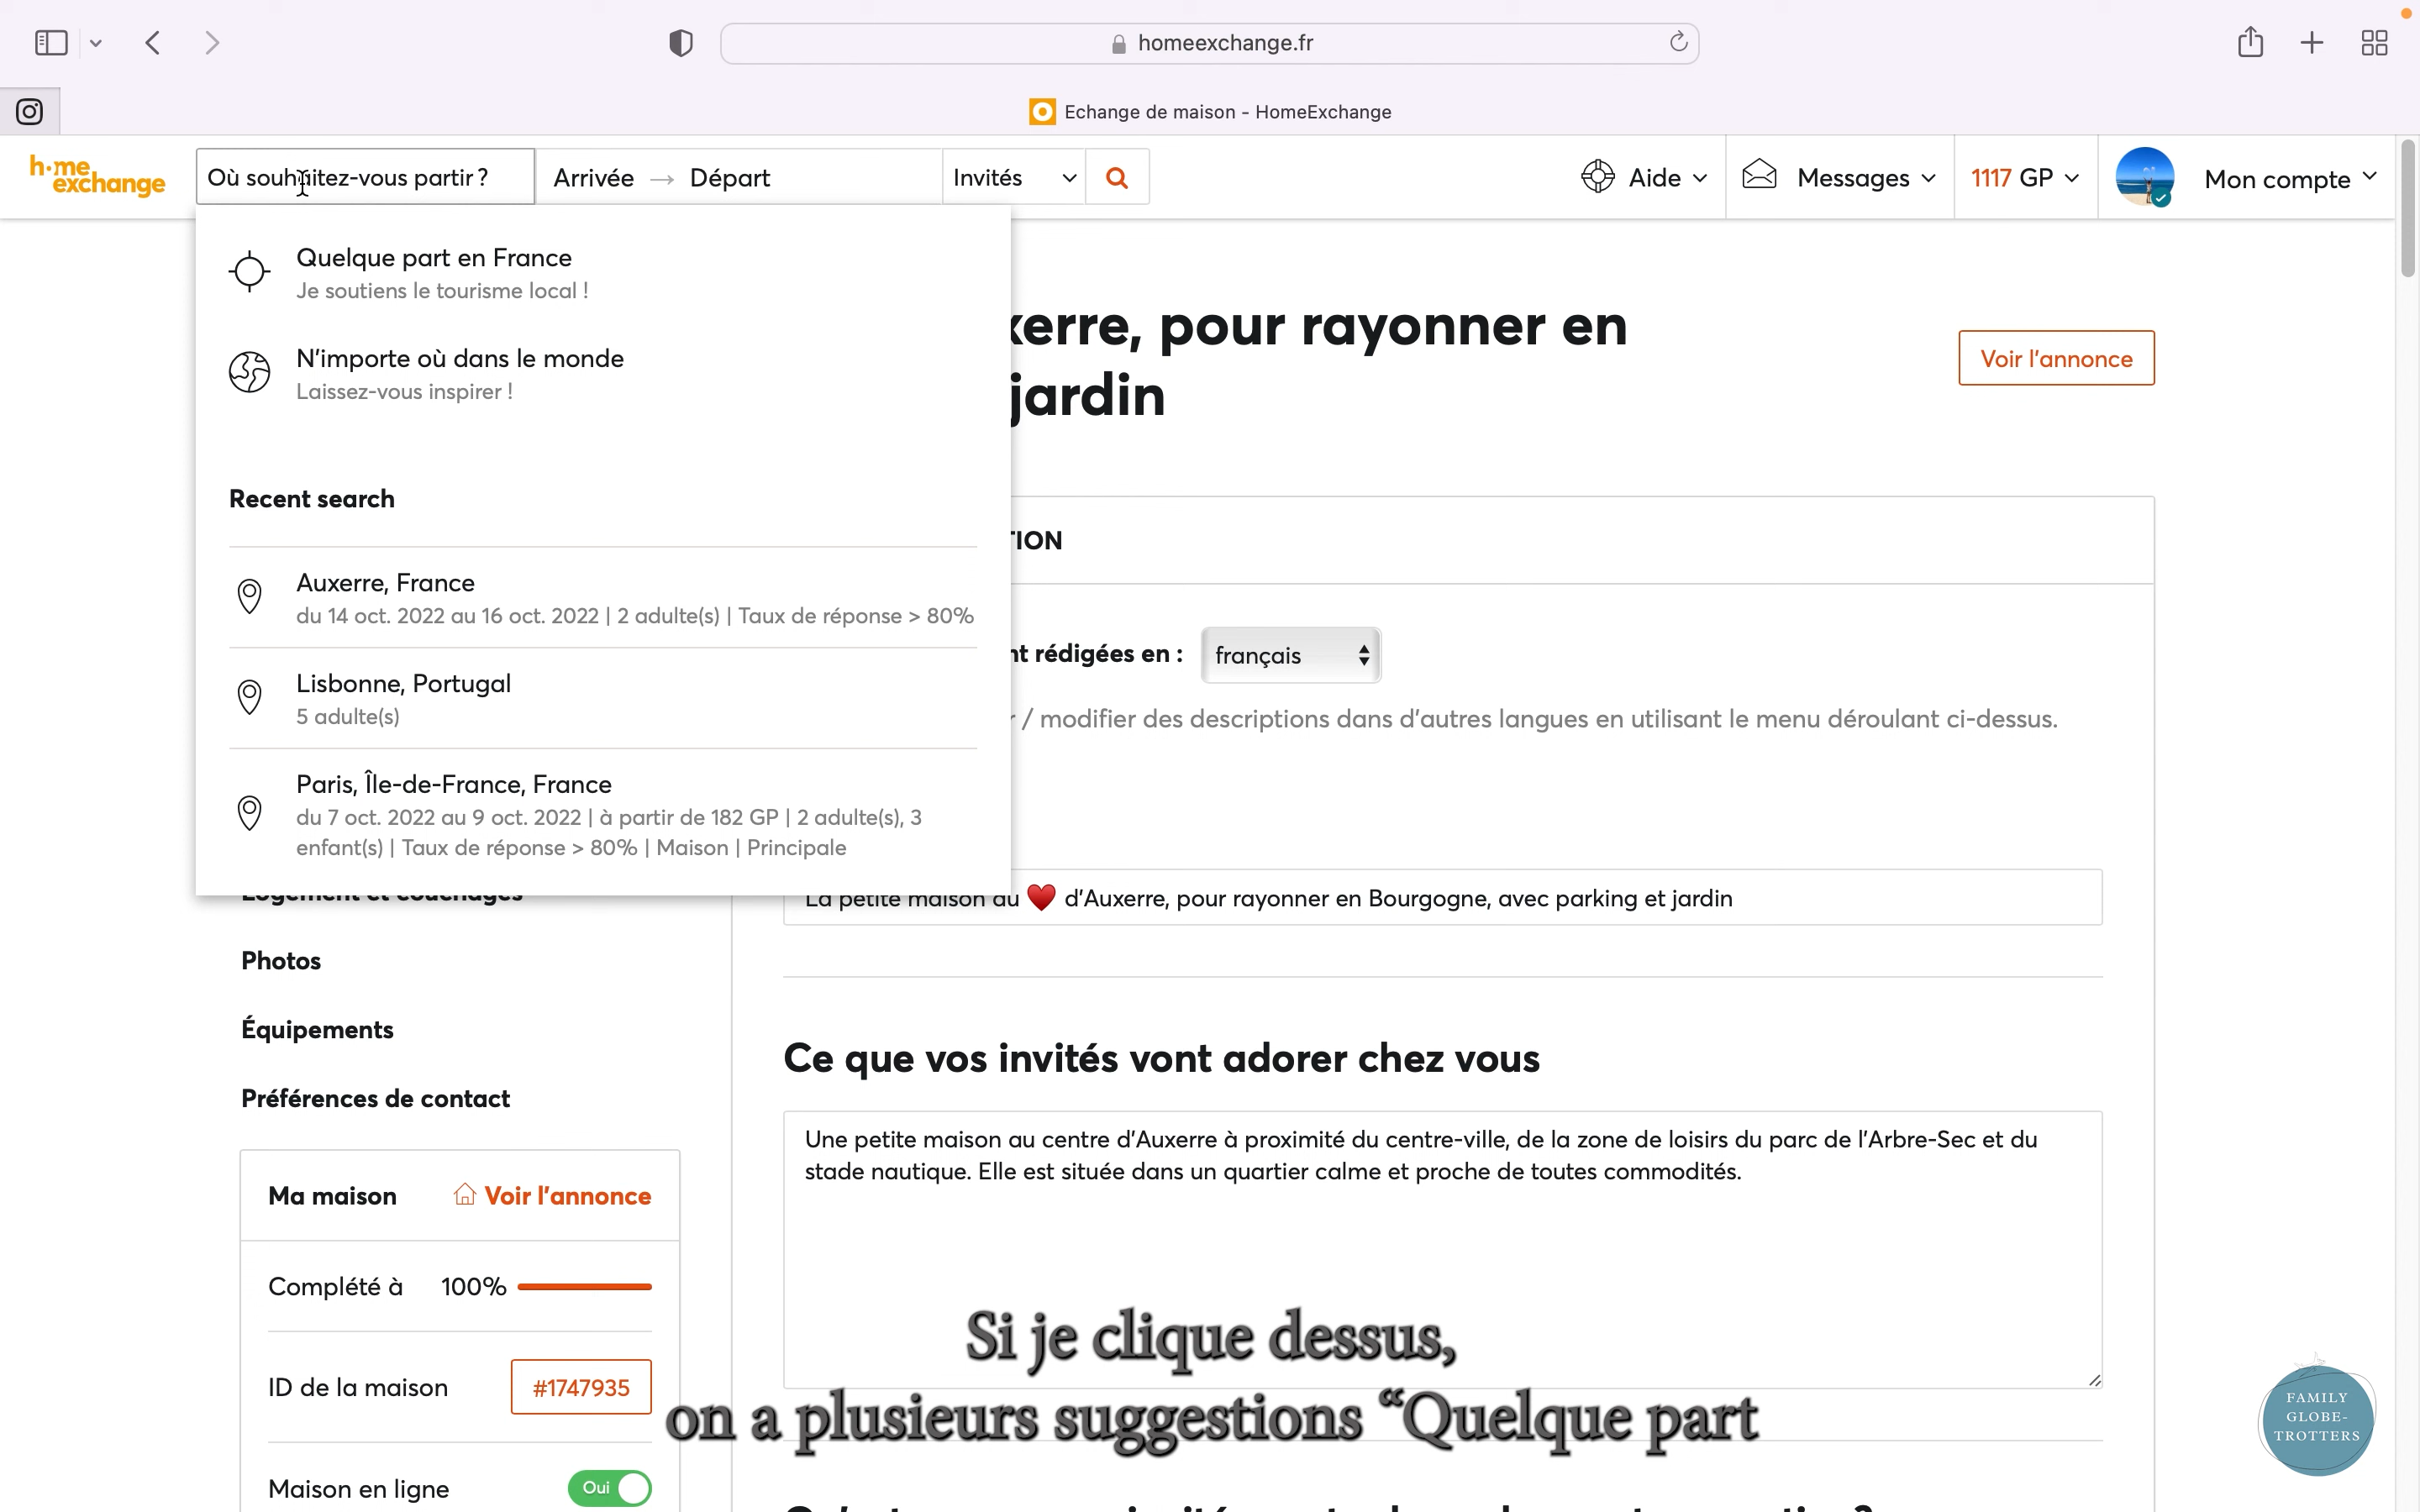 homeexchange.fr
Echange de maison - HomeExchange
h·me
exchange
Où souhaitez-vous partir ?
Arrivée → Départ
Invités
Aide
Messages
1117 GP
Mon compte
Quelque part en France
Je soutiens le tourisme local !
N'importe où dans le monde
Laissez-vous inspirer !
Recent search
Auxerre, France
du 14 oct. 2022 au 16 oct. 2022 | 2 adulte(s) | Taux de réponse > 80%
Lisbonne, Portugal
5 adulte(s)
Paris, Île-de-France, France
du 7 oct. 2022 au 9 oct. 2022 | à partir de 182 GP | 2 adulte(s), 3
enfant(s) | Taux de réponse > 80% | Maison | Principale
xerre, pour rayonner en
jardin
Voir l'annonce
TION
nt rédigées en :
français
r / modifier des descriptions dans d'autres langues en utilisant le menu déroulant ci-dessus.
La petite maison du ♥ d'Auxerre, pour rayonner en Bourgogne, avec parking et jardin
Logement et couchages
Photos
Équipements
Préférences de contact
Ma maison
Voir l'annonce
Complété à 100%
ID de la maison
#1747935
Maison en ligne
Oui
Ce que vos invités vont adorer chez vous
Une petite maison au centre d'Auxerre à proximité du centre-ville, de la zone de loisirs du parc de l'Arbre-Sec et du
stade nautique. Elle est située dans un quartier calme et proche de toutes commodités.
Si je clique dessus,
on a plusieurs suggestions “Quelque part
FAMILY
GLOBE-
TROTTERS